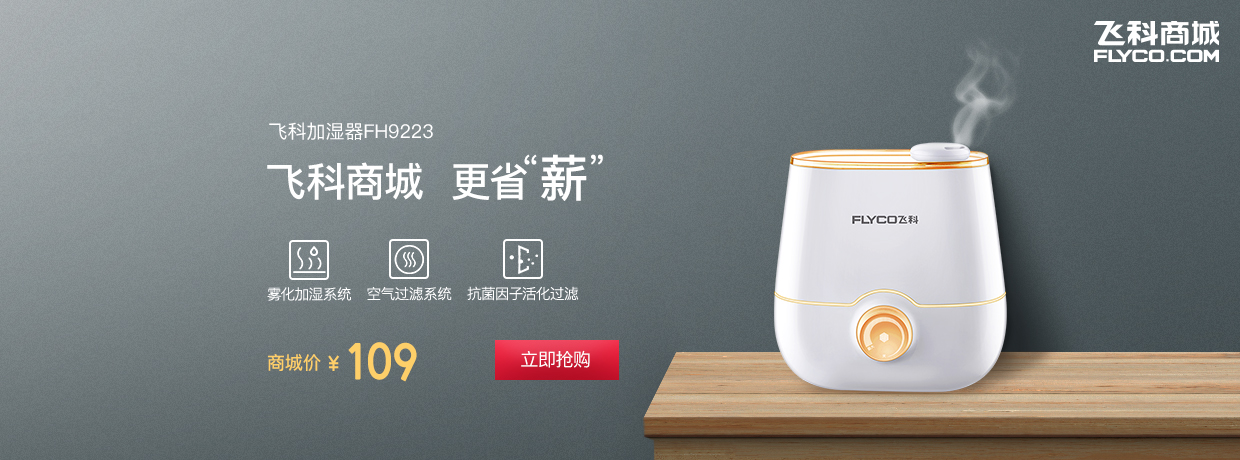 飞科商城
FLYCO.COM
飞科加湿器FH9223
飞科商城 更省“薪”
雾化加湿系统 空气过滤系统 抗菌因子活化过滤
商城价 ¥ 109 立即抢购
FLYCO飞科